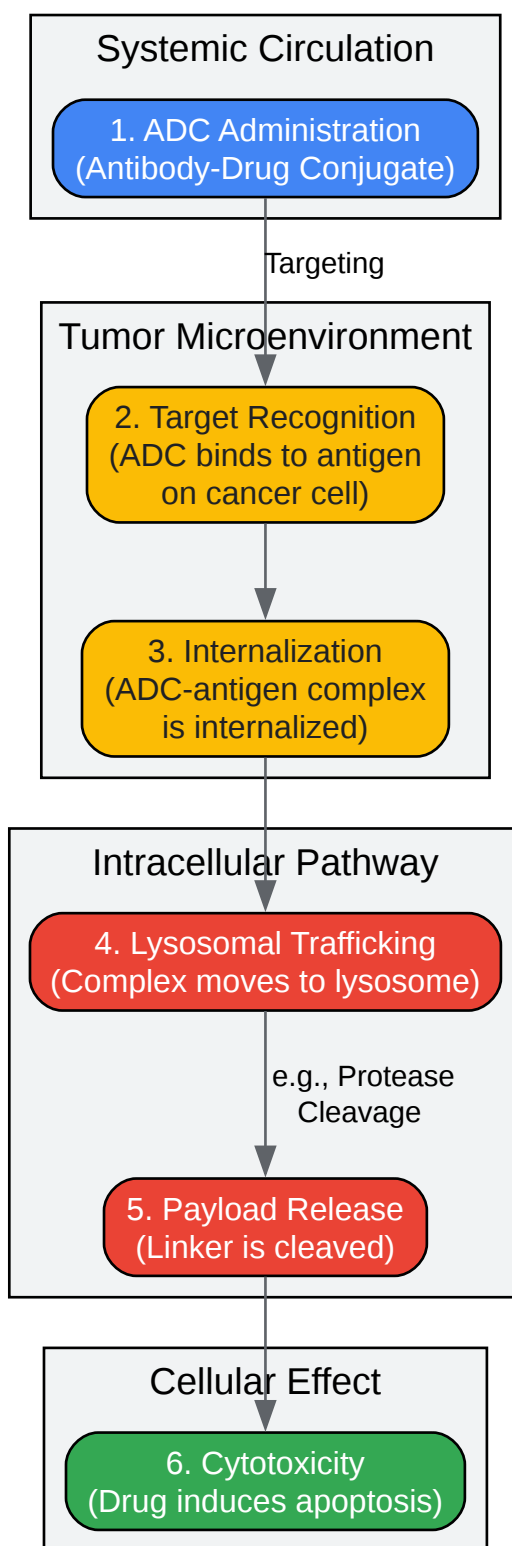 Systemic Circulation
1. ADC Administration
(Antibody-Drug Conjugate)
Targeting
Tumor Microenvironment
2. Target Recognition
(ADC binds to antigen
on cancer cell)
3. Internalization
(ADC-antigen complex
is internalized)
Intracellular Pathway
4. Lysosomal Trafficking
(Complex moves to lysosome)
e.g., Protease
Cleavage
5. Payload Release
(Linker is cleaved)
Cellular Effect
6. Cytotoxicity
(Drug induces apoptosis)